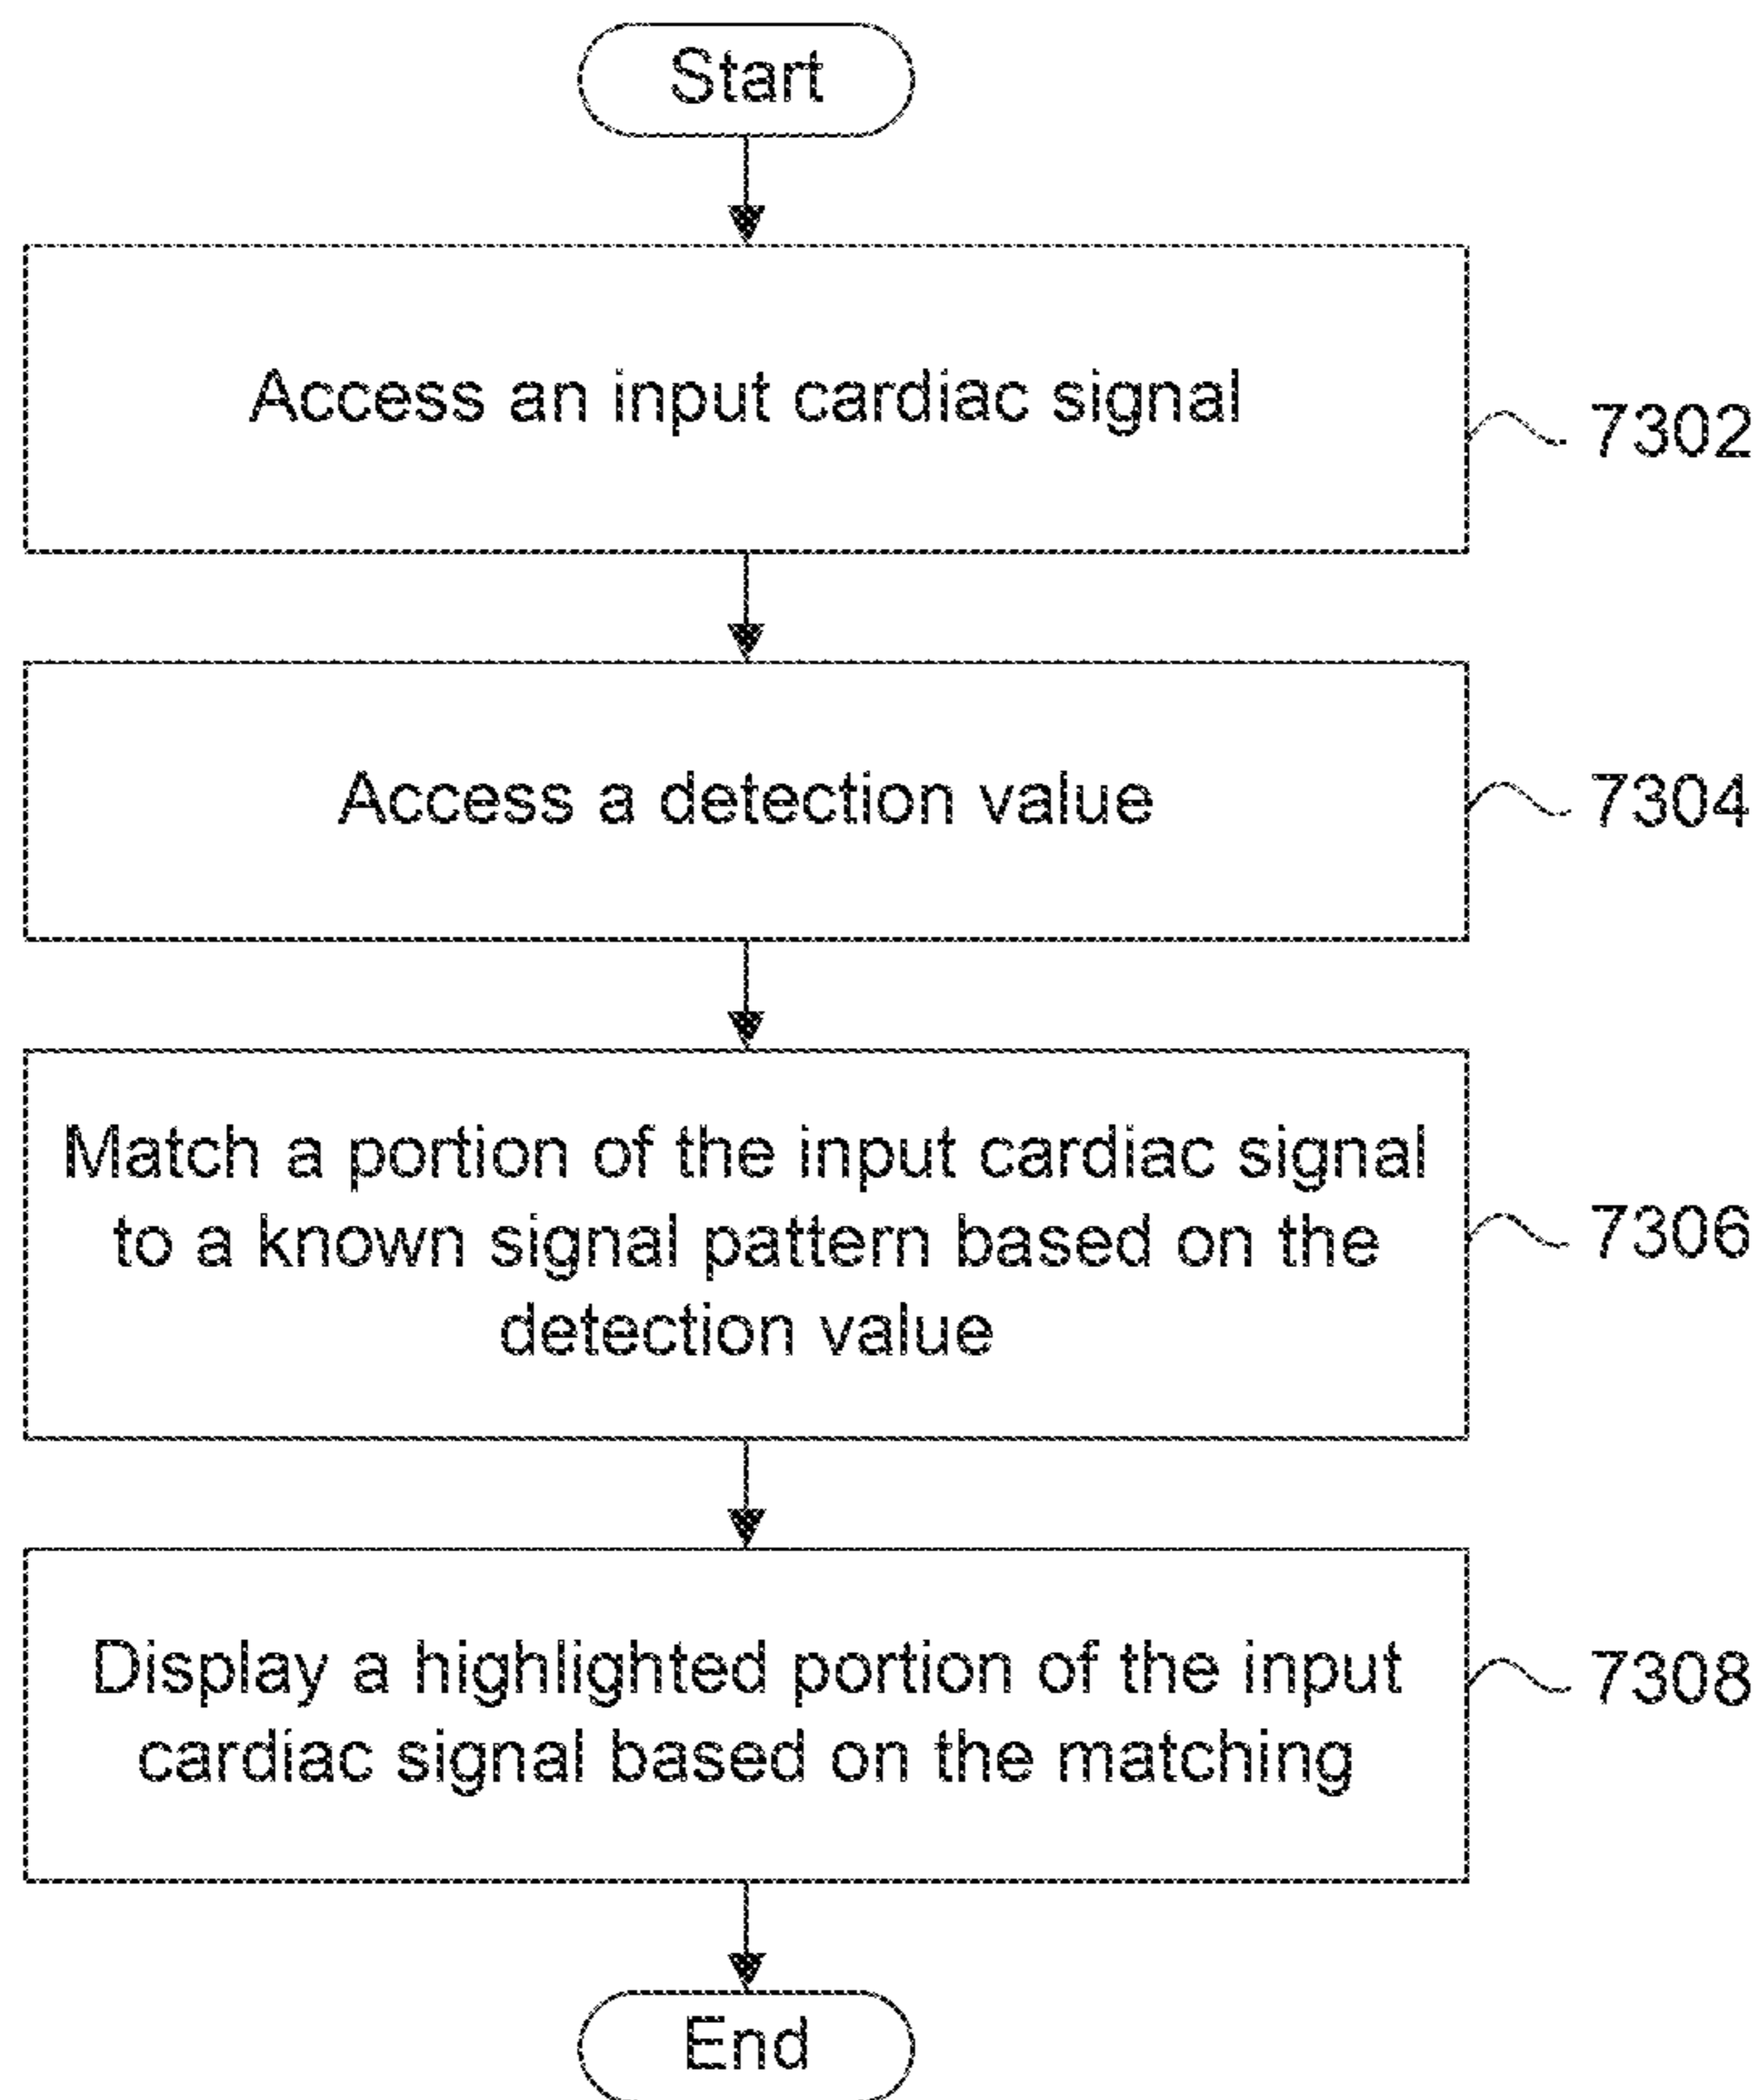 Start
Access an input cardiac signal
7302
Access a detection value
7304
Match a portion of the input cardiac signal
to a known signal pattern based on the
detection value
7306
Display a highlighted portion of the input
cardiac signal based on the matching
7308
End